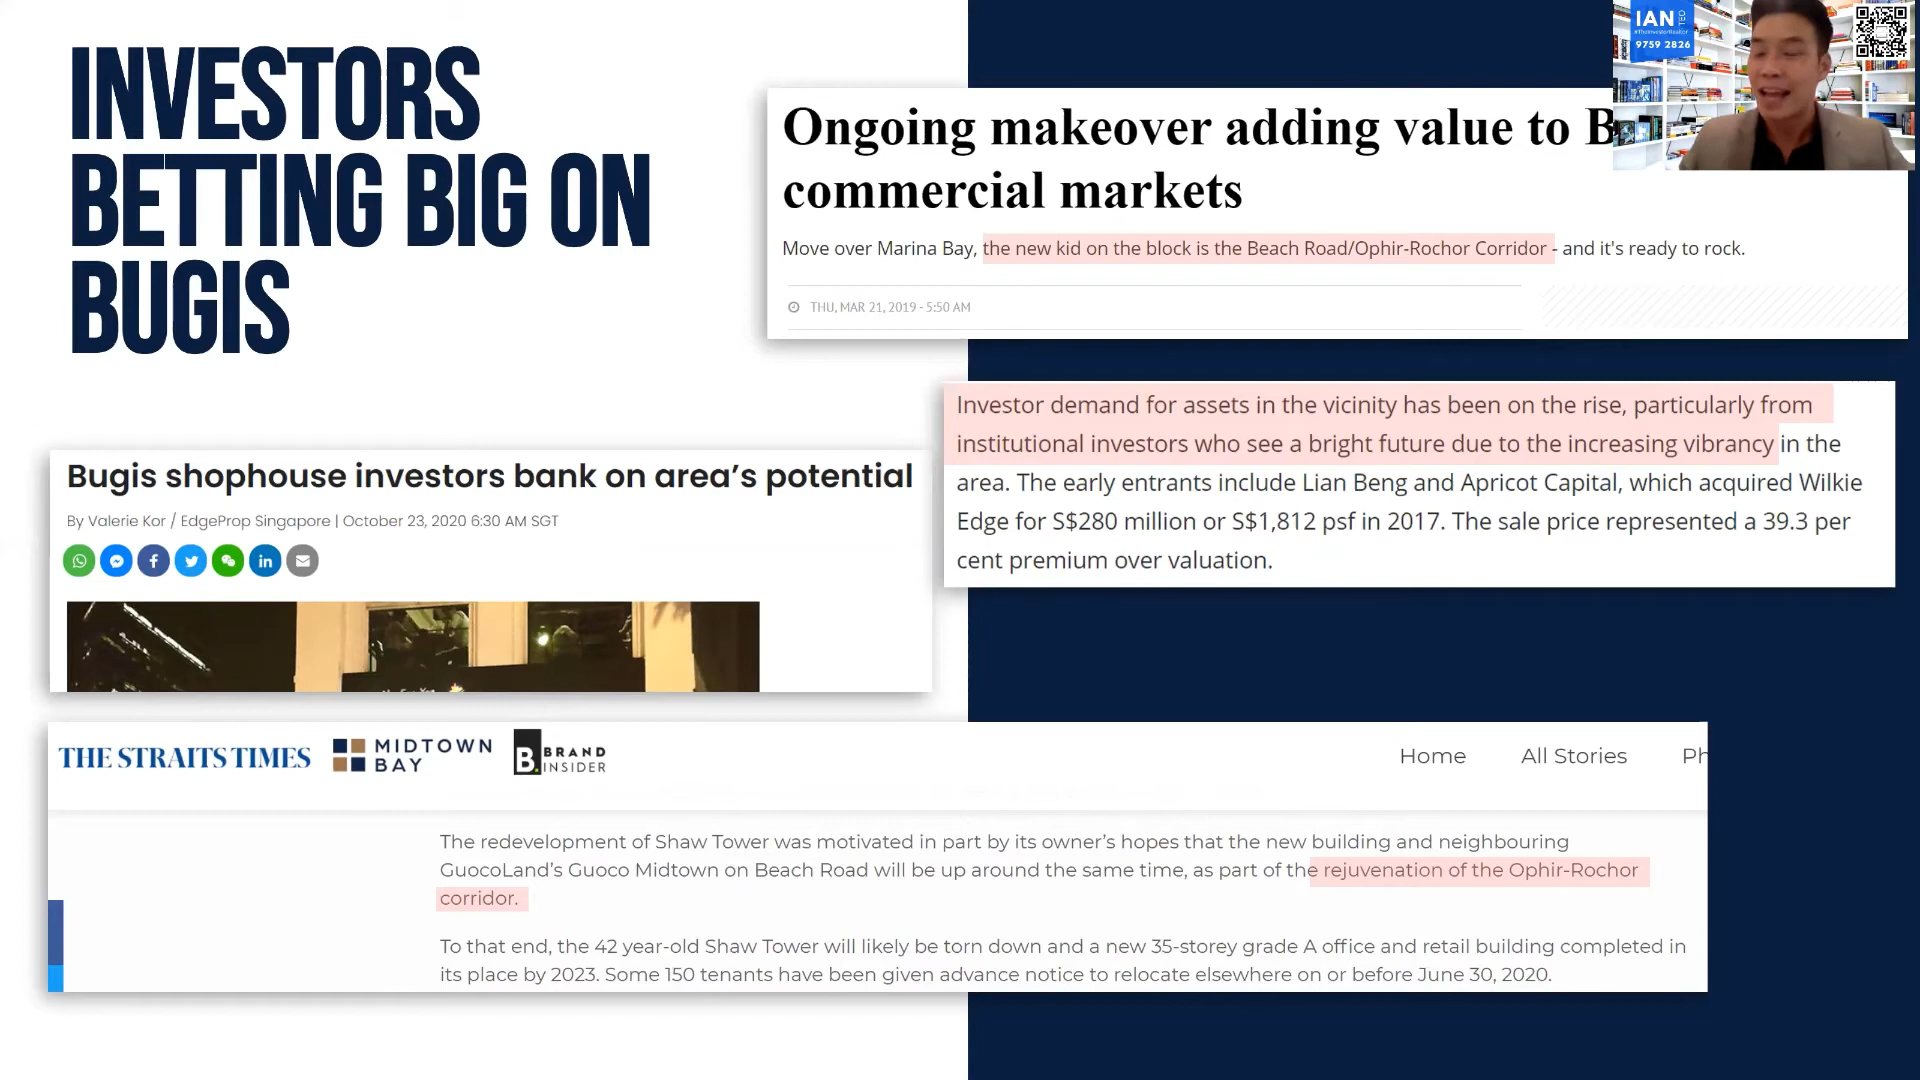 INVESTORS
BETTING BIG ON
BUGIS
IAN
TEO
#TheInvestorRealtor
9759 2826
Ongoing makeover adding value to B
commercial markets
Move over Marina Bay, the new kid on the block is the Beach Road/Ophir-Rochor Corridor - and it's ready to rock.
THU, MAR 21, 2019 - 5:50 AM
Investor demand for assets in the vicinity has been on the rise, particularly from
institutional investors who see a bright future due to the increasing vibrancy in the
area. The early entrants include Lian Beng and Apricot Capital, which acquired Wilkie
Edge for S$280 million or S$1,812 psf in 2017. The sale price represented a 39.3 per
cent premium over valuation.
Bugis shophouse investors bank on area’s potential
By Valerie Kor / EdgeProp Singapore | October 23, 2020 6:30 AM SGT
THE STRAITS TIMES
MIDTOWN
BAY
B.
BRAND
INSIDER
Home All Stories Ph
The redevelopment of Shaw Tower was motivated in part by its owner’s hopes that the new building and neighbouring
GuocoLand’s Guoco Midtown on Beach Road will be up around the same time, as part of the rejuvenation of the Ophir-Rochor
corridor.
To that end, the 42 year-old Shaw Tower will likely be torn down and a new 35-storey grade A office and retail building completed in
its place by 2023. Some 150 tenants have been given advance notice to relocate elsewhere on or before June 30, 2020.